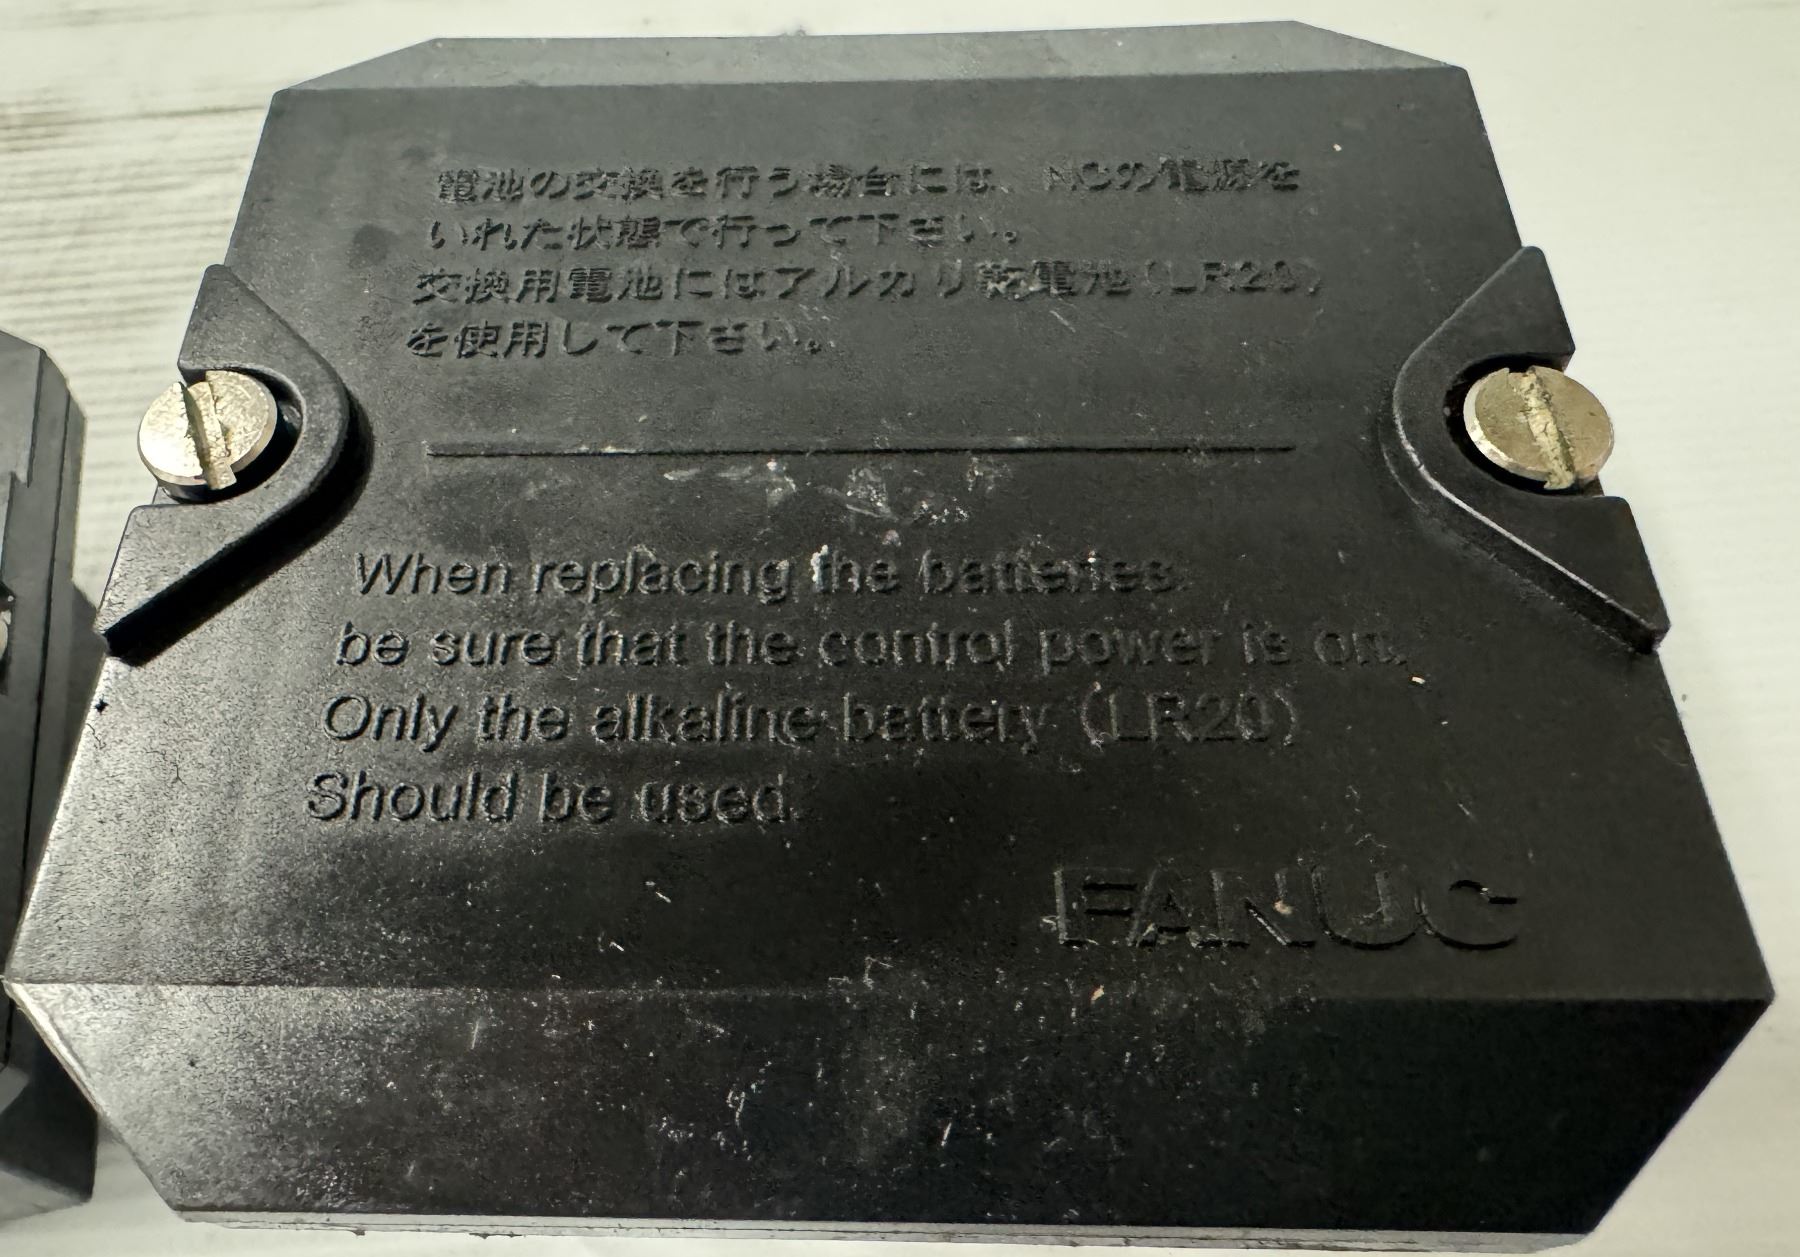 電池の交換を行う場合には、NCの電源を
いれた状態で行って下さい。
交換用電池にはアルカリ乾電池(LR20)
を使用して下さい。
When replacing the batteries.
be sure that the control power is on.
Only the alkaline battery (LR20)
Should be used.
FANUC